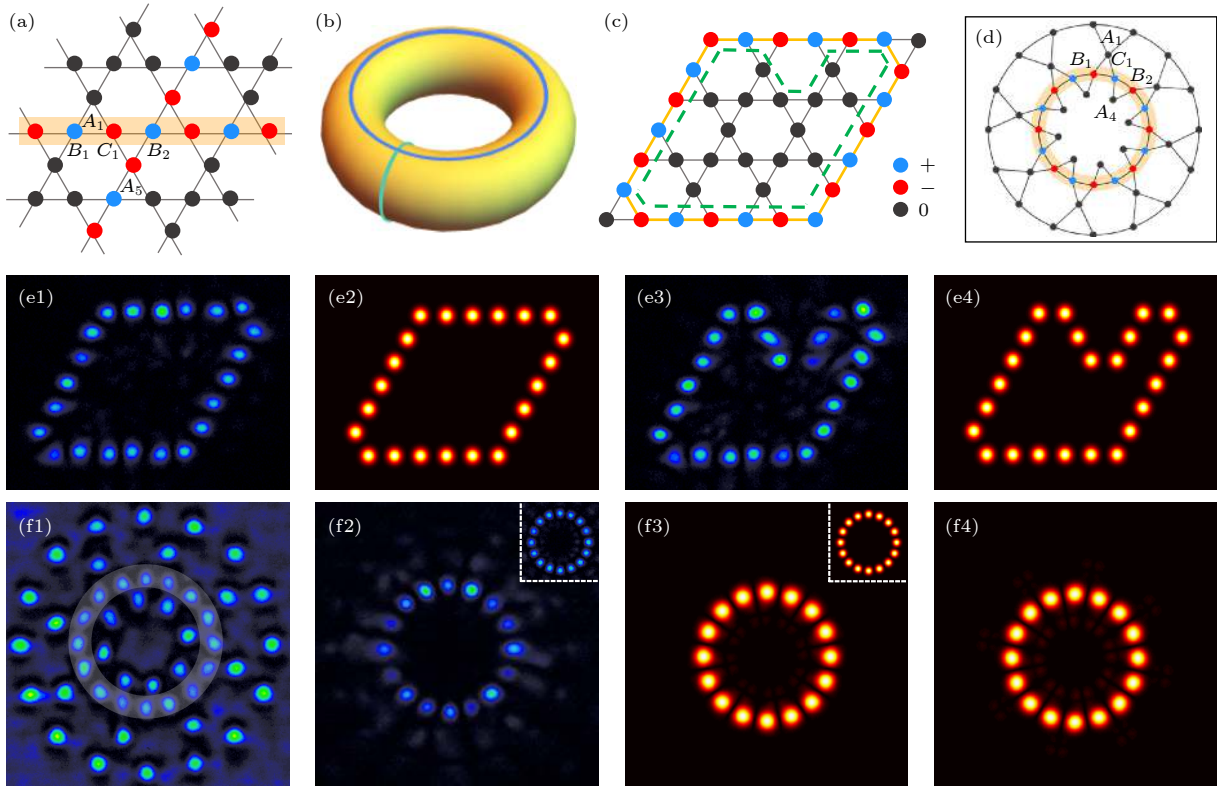 (a)
A1
B1
C1
B2
A5
(b)
(c)
+
−
0
(d)
A1
B1
C1
B2
A4
(e1)
(e2)
(e3)
(e4)
(f1)
(f2)
(f3)
(f4)